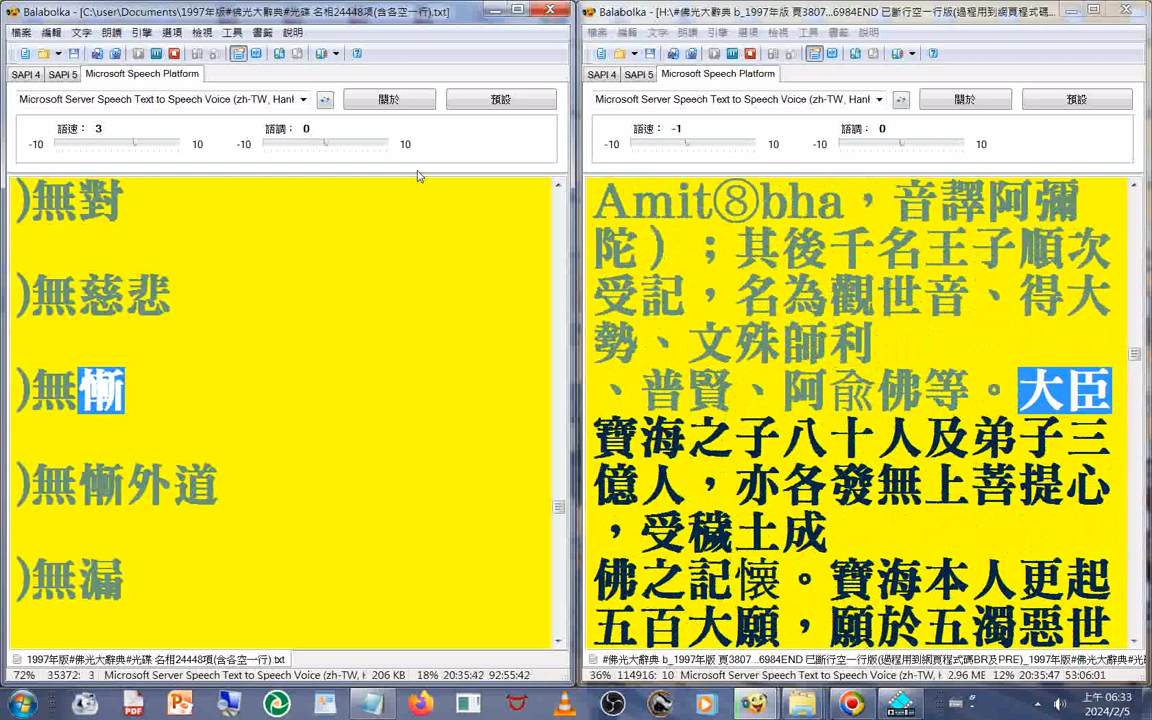 Balabolka - [C:\user\Documents\1997年版#佛光大辭典#光碟 名相24448項(含各空一行).txt]
檔案 編輯 文字 朗讀 引擎 選項 檢視 工具 書籤 說明
SAPI 4 SAPI 5 Microsoft Speech Platform
Microsoft Server Speech Text to Speech Voice (zh-TW, Han
關於 預設
語速: 3 語調: 0
-10 10 -10 10
)無對
)無慈悲
)無慚
)無慚外道
)無漏
1997年版#佛光大辭典#光碟 名相24448項(含各空一行).txt
72% 35372: 3 Microsoft Server Speech Text to Speech Voice (zh-TW, H 206 KB 18% 20:35:42 92:55:42
Balabolka - [H:\#佛光大辭典 b_1997年版 頁3807...6984END 已斷行空一行版(過程用到網頁程式碼...
檔案 編輯 文字 朗讀 引擎 選項 檢視 工具 書籤 說明
SAPI 4 SAPI 5 Microsoft Speech Platform
Microsoft Server Speech Text to Speech Voice (zh-TW, Han
關於 預設
語速: -1 語調: 0
-10 10 -10 10
Amit⑧bha，音譯阿彌
陀）；其後千名王子順次
受記，名為觀世音、得大
勢、文殊師利
、普賢、阿兪佛等。大臣
寶海之子八十人及弟子三
億人，亦各發無上菩提心
，受穢土成
佛之記懷。寶海本人更起
五百大願，願於五濁惡世
#佛光大辭典 b_1997年版 頁3807...6984END 已斷行空一行版(過程用到網頁程式碼BR及PRE)_1997年版#光
36% 114916: 10 Microsoft Server Speech Text to Speech Voice (zh-TW, H 2.96 ME 12% 20:35:33 53:06:01
上午 06:33
2024/2/5